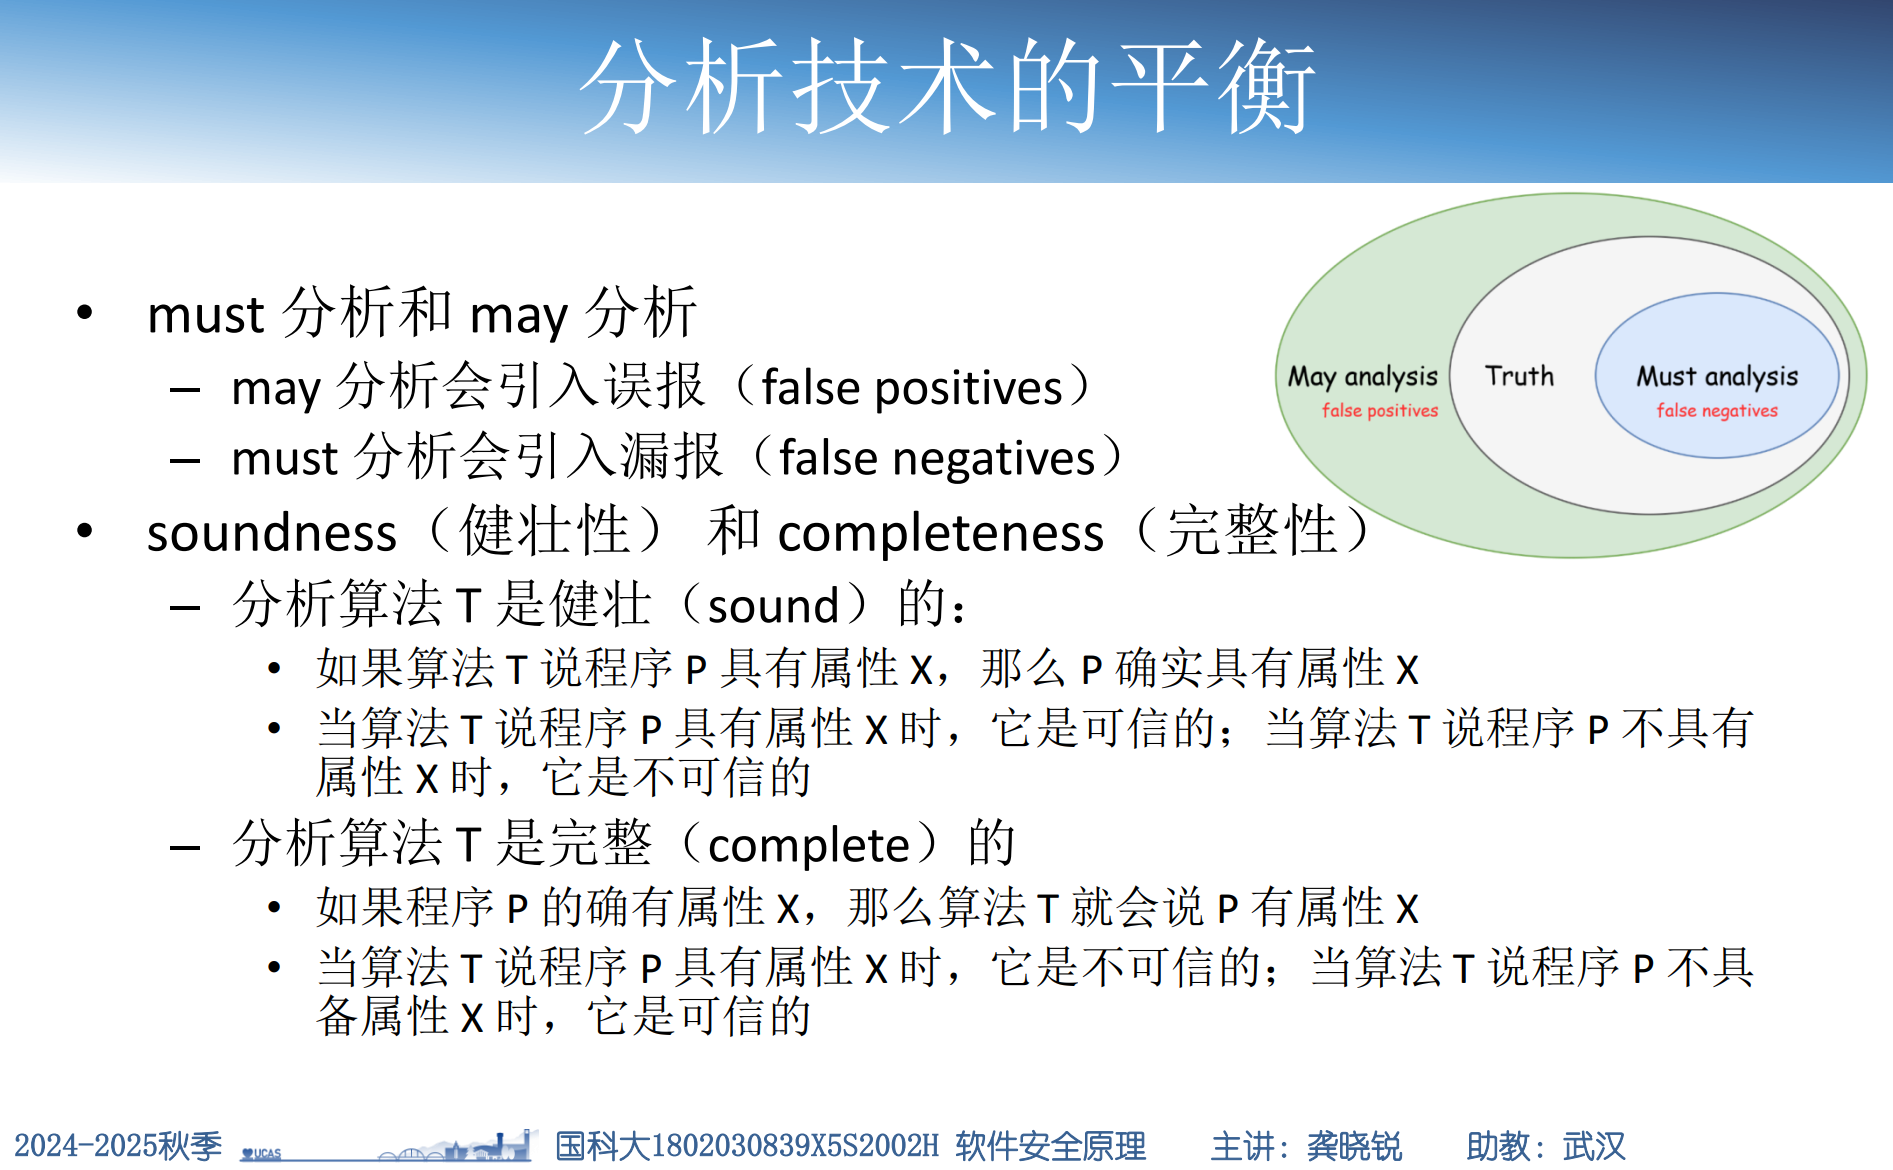 分析技术的平衡
• must 分析和 may 分析
– may 分析会引入误报（false positives）
– must 分析会引入漏报（false negatives）
May analysis
false positives
Truth
Must analysis
false negatives
• soundness（健壮性） 和 completeness（完整性）
– 分析算法 T 是健壮（sound）的：
• 如果算法 T 说程序 P 具有属性 X，那么 P 确实具有属性 X
• 当算法 T 说程序 P 具有属性 X 时，它是可信的；当算法 T 说程序 P 不具有
属性 X 时，它是不可信的
– 分析算法 T 是完整（complete）的
• 如果程序 P 的确有属性 X，那么算法 T 就会说 P 有属性 X
• 当算法 T 说程序 P 具有属性 X 时，它是不可信的；当算法 T 说程序 P 不具
备属性 X 时，它是可信的
2024-2025秋季 UCAS 国科大1802030839X5S2002H 软件安全原理 主讲：龚晓锐 助教：武汉